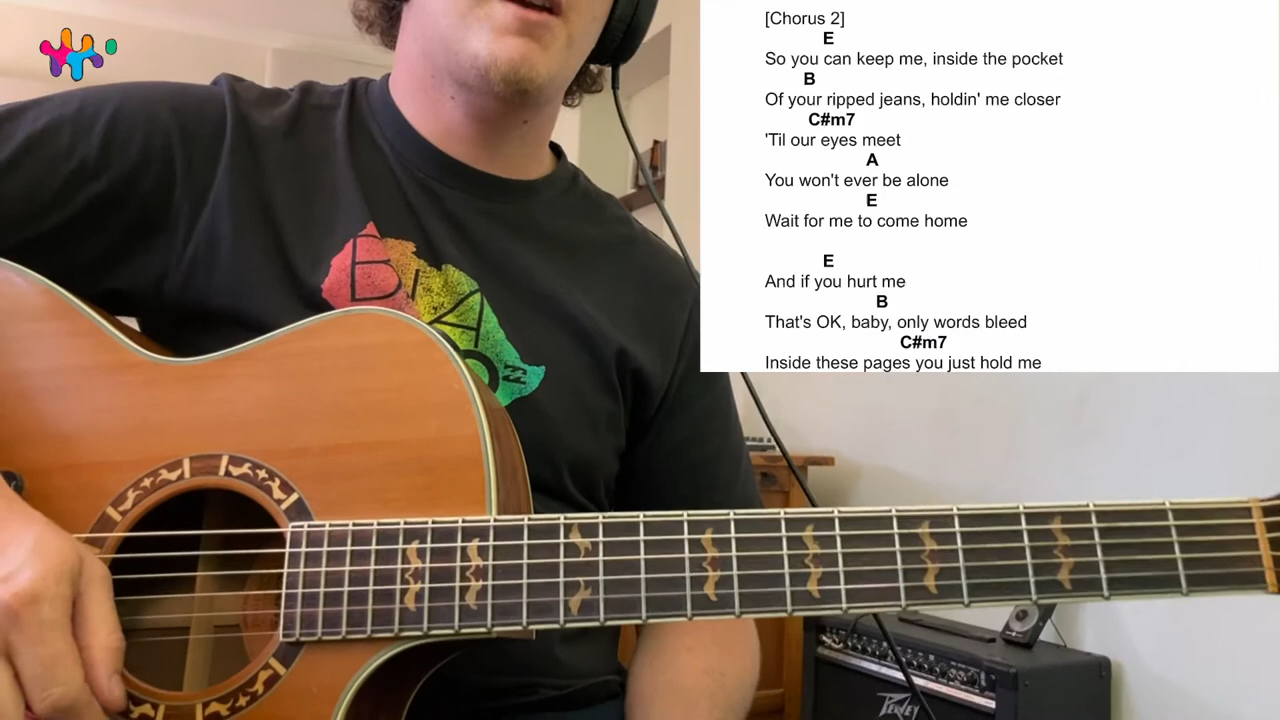 [Chorus 2]
E
So you can keep me, inside the pocket
B
Of your ripped jeans, holdin' me closer
C#m7
'Til our eyes meet
A
You won't ever be alone
E
Wait for me to come home
E
And if you hurt me
B
That's OK, baby, only words bleed
C#m7
Inside these pages you just hold me
PEAVEY